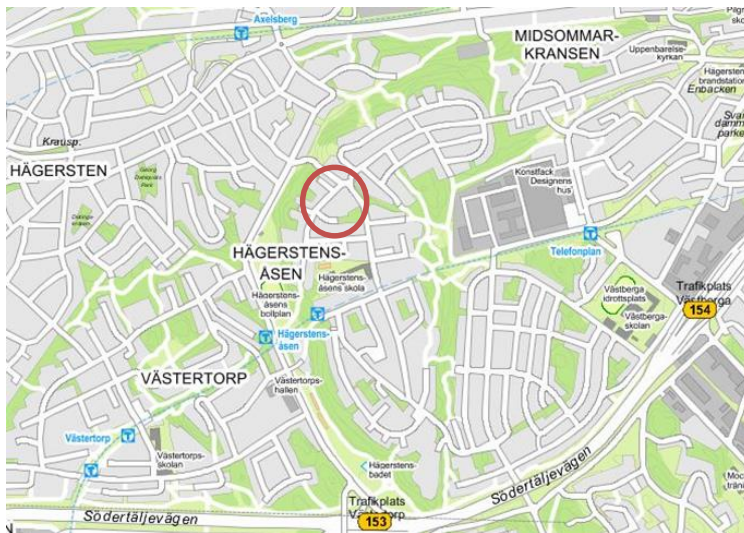 Axelsberg
MIDSOMMAR-
KRANSEN
Uppenbarelse-
kyrkan
Hägersten
brandstation
Enbacken
Krausp.
HÄGERSTEN
Konstfack
Designens
hus
HÄGERSTENS-
ÅSEN
Telefonplan
Hägerstens-
åsens skola
Hägerstens-
åsens
bollplan
Västberga
idrottsplats
Trafikplats
Västberga
154
Västberga-
skolan
Hägerstens-
åsen
VÄSTERTORP
Västertorps-
hallen
Västertorp
Västertorps-
skolan
Hägerstens-
badet
Södertäljevägen
Trafikplats
Västertorp
153
Södertäljevägen